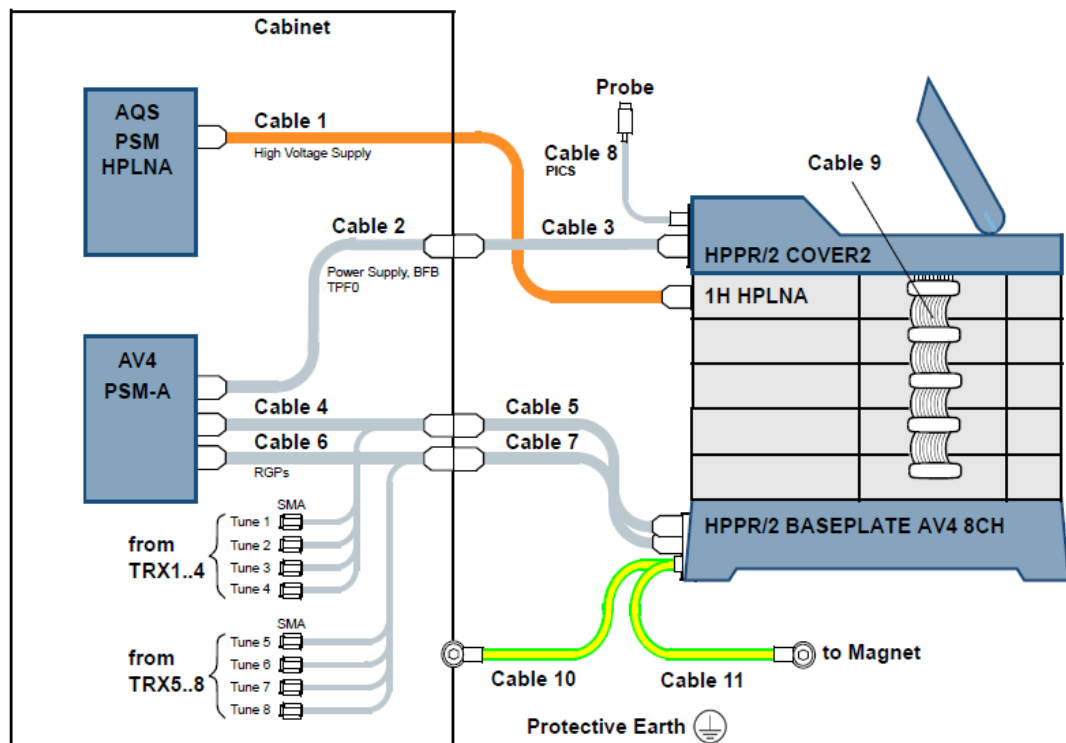 Cabinet
AQS
PSM
HPLNA
Cable 1
High Voltage Supply
Probe
Cable 8
PICS
Cable 9
Cable 2
Cable 3
Power Supply, BFB
TPF0
HPPR/2 COVER2
1H HPLNA
AV4
PSM-A
Cable 4
Cable 5
Cable 6
Cable 7
RGPs
HPPR/2 BASEPLATE AV4 8CH
SMA
Tune 1
Tune 2
Tune 3
Tune 4
from
TRX1..4
SMA
Tune 5
Tune 6
Tune 7
Tune 8
from
TRX5..8
to Magnet
Cable 10
Cable 11
Protective Earth